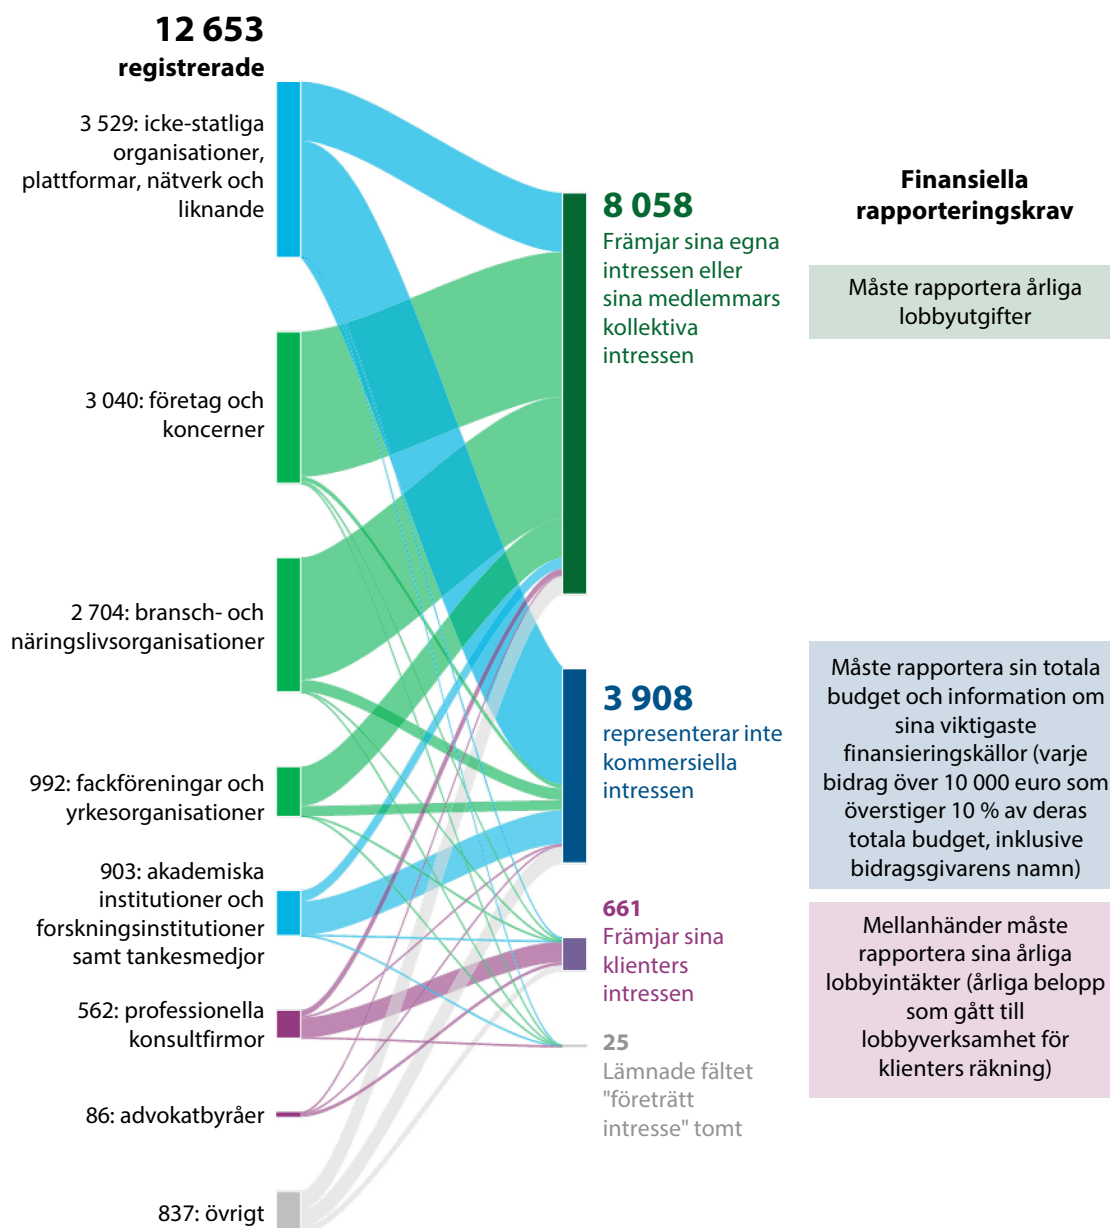 12 653
registrerade
3 529: icke-statliga
organisationer,
plattformar, nätverk och
liknande
3 040: företag och
koncerner
2 704: bransch- och
näringslivsorganisationer
992: fackföreningar och
yrkesorganisationer
903: akademiska
institutioner och
forskningsinstitutioner
samt tankesmedjor
562: professionella
konsultfirmor
86: advokatbyråer
837: övrigt
8 058
Främjar sina egna
intressen eller
sina medlemmars
kollektiva
intressen
3 908
representerar inte
kommersiella
intressen
661
Främjar sina
klienters
intressen
25
Lämnade fältet
"företrätt
intresse" tomt
Finansiella
rapporteringskrav
Måste rapportera årliga
lobbyutgifter
Måste rapportera sin totala
budget och information om
sina viktigaste
finansieringskällor (varje
bidrag över 10 000 euro som
överstiger 10 % av deras
totala budget, inklusive
bidragsgivarens namn)
Mellanhänder måste
rapportera sina årliga
lobbyintäkter (årliga belopp
som gått till
lobbyverksamhet för
klienters räkning)